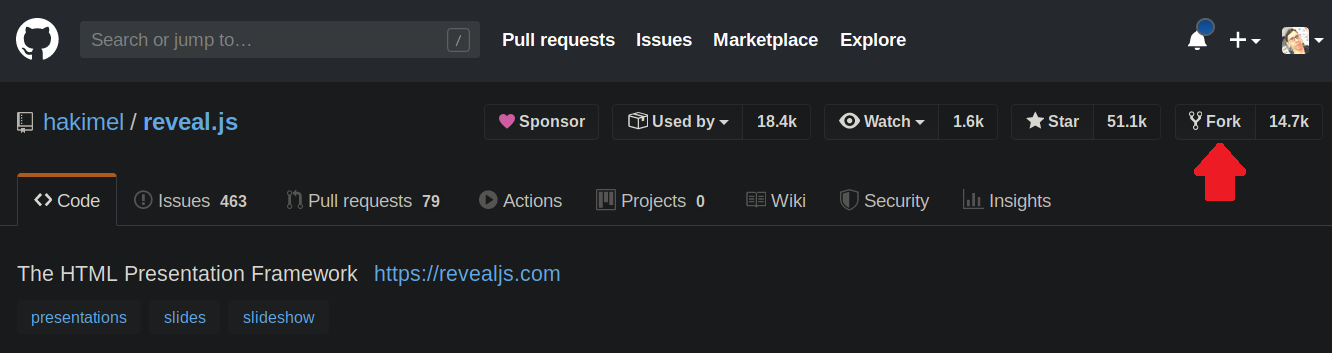 Search or jump to… / Pull requests Issues Marketplace Explore
hakimel / reveal.js Sponsor Used by 18.4k Watch 1.6k Star 51.1k Fork 14.7k
Code Issues 463 Pull requests 79 Actions Projects 0 Wiki Security Insights
The HTML Presentation Framework https://revealjs.com
presentations slides slideshow